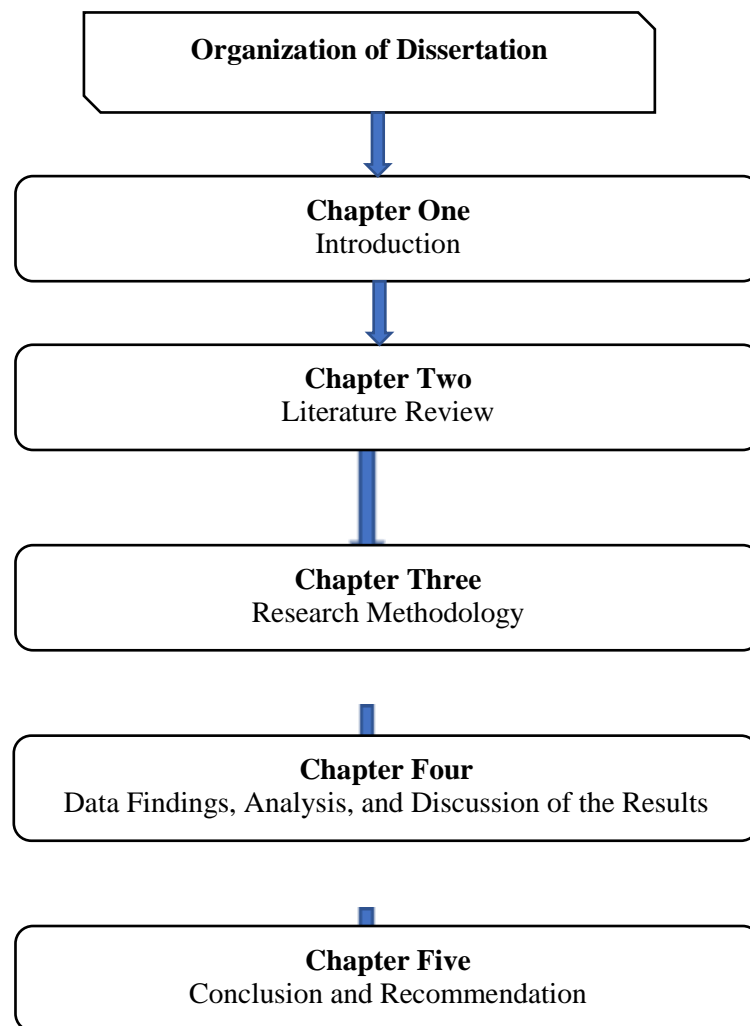 Organization of Dissertation
Chapter One
Introduction
Chapter Two
Literature Review
Chapter Three
Research Methodology
Chapter Four
Data Findings, Analysis, and Discussion of the Results
Chapter Five
Conclusion and Recommendation